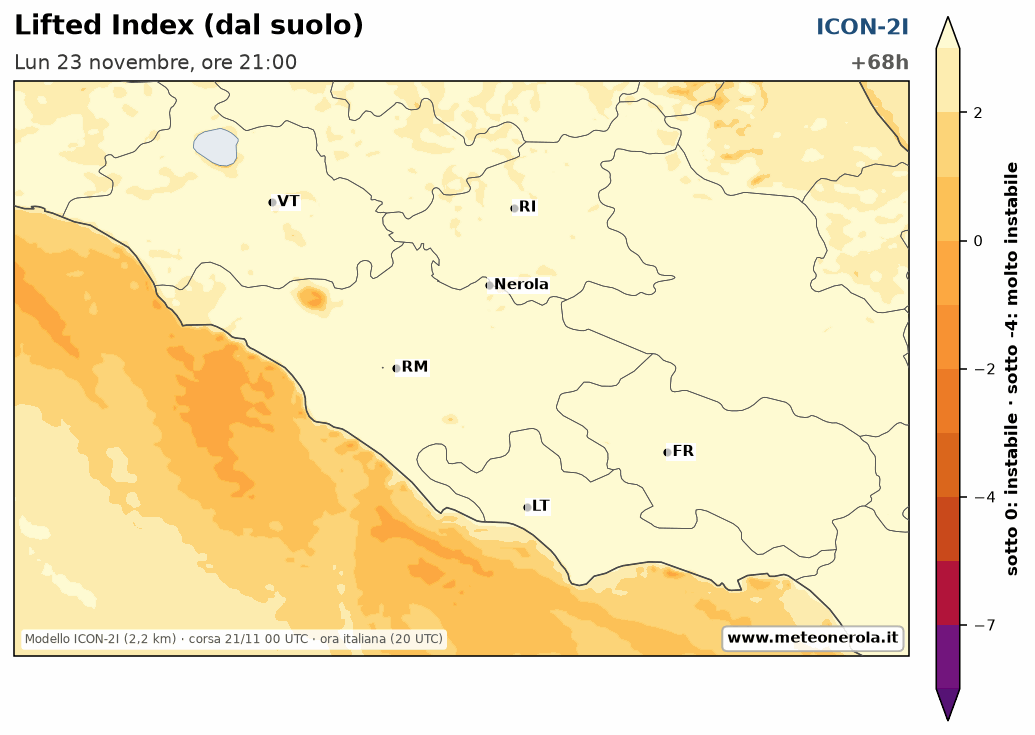 Lifted Index (dal suolo)
ICON-2I
Lun 23 novembre, ore 21:00
+68h
VT
RI
Nerola
RM
FR
LT
Modello ICON-2I (2,2 km) · corsa 21/11 00 UTC · ora italiana (20 UTC)
www.meteonerola.it
2
0
−2
−4
−7
sotto 0: instabile · sotto -4: molto instabile